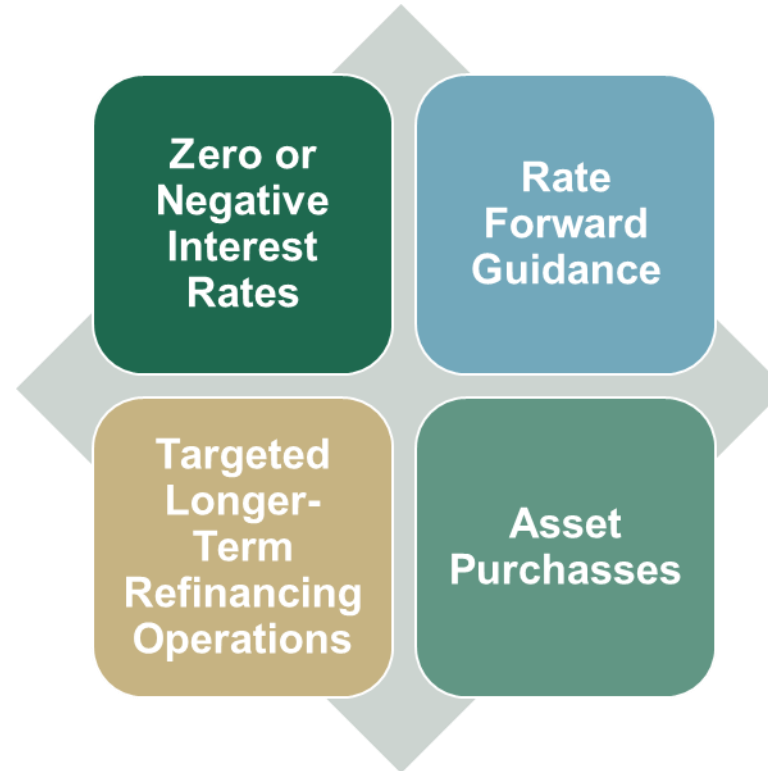 Zero or
Negative
Interest
Rates
Rate
Forward
Guidance
Targeted
Longer-
Term
Refinancing
Operations
Asset
Purchasses